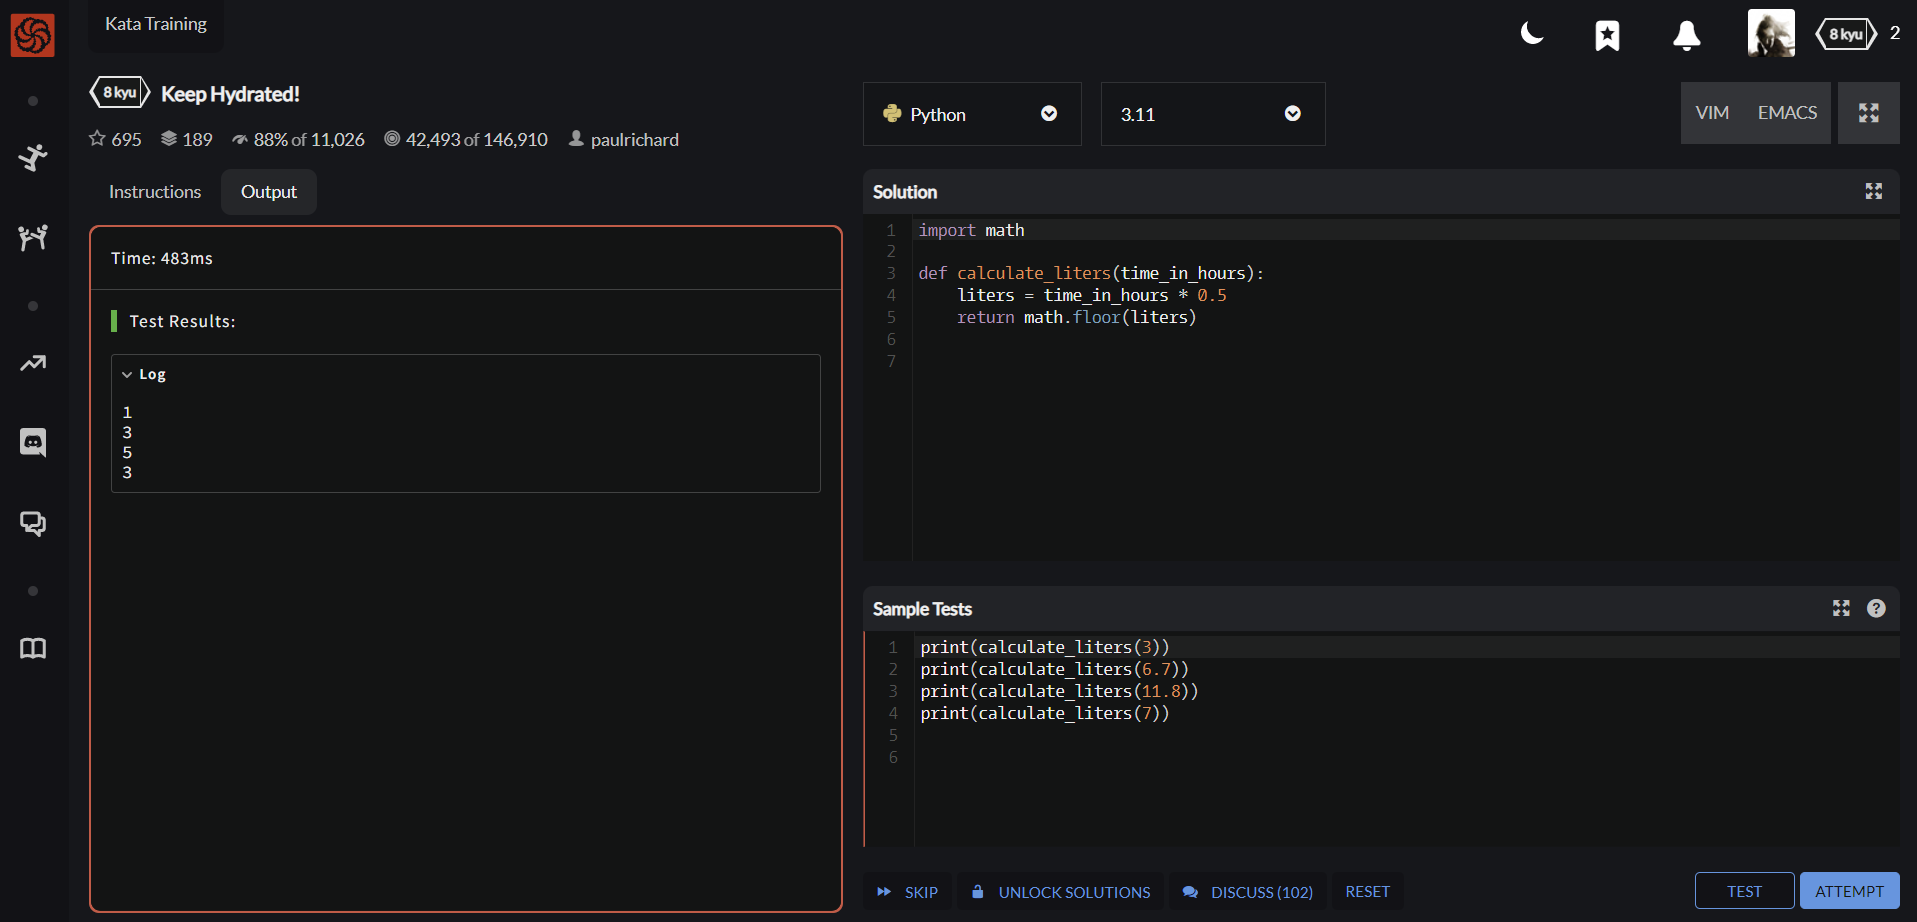 Kata Training
8 kyu 2
8 kyu Keep Hydrated!
695 189 88% of 11,026 42,493 of 146,910 paulrichard
Instructions Output
Time: 483ms
Test Results:
Log
1
3
5
3
Python 3.11 VIM EMACS
Solution
1 import math
2
3 def calculate_liters(time_in_hours):
4 liters = time_in_hours * 0.5
5 return math.floor(liters)
6
7
Sample Tests
1 print(calculate_liters(3))
2 print(calculate_liters(6.7))
3 print(calculate_liters(11.8))
4 print(calculate_liters(7))
5
6
SKIP UNLOCK SOLUTIONS DISCUSS (102) RESET TEST ATTEMPT